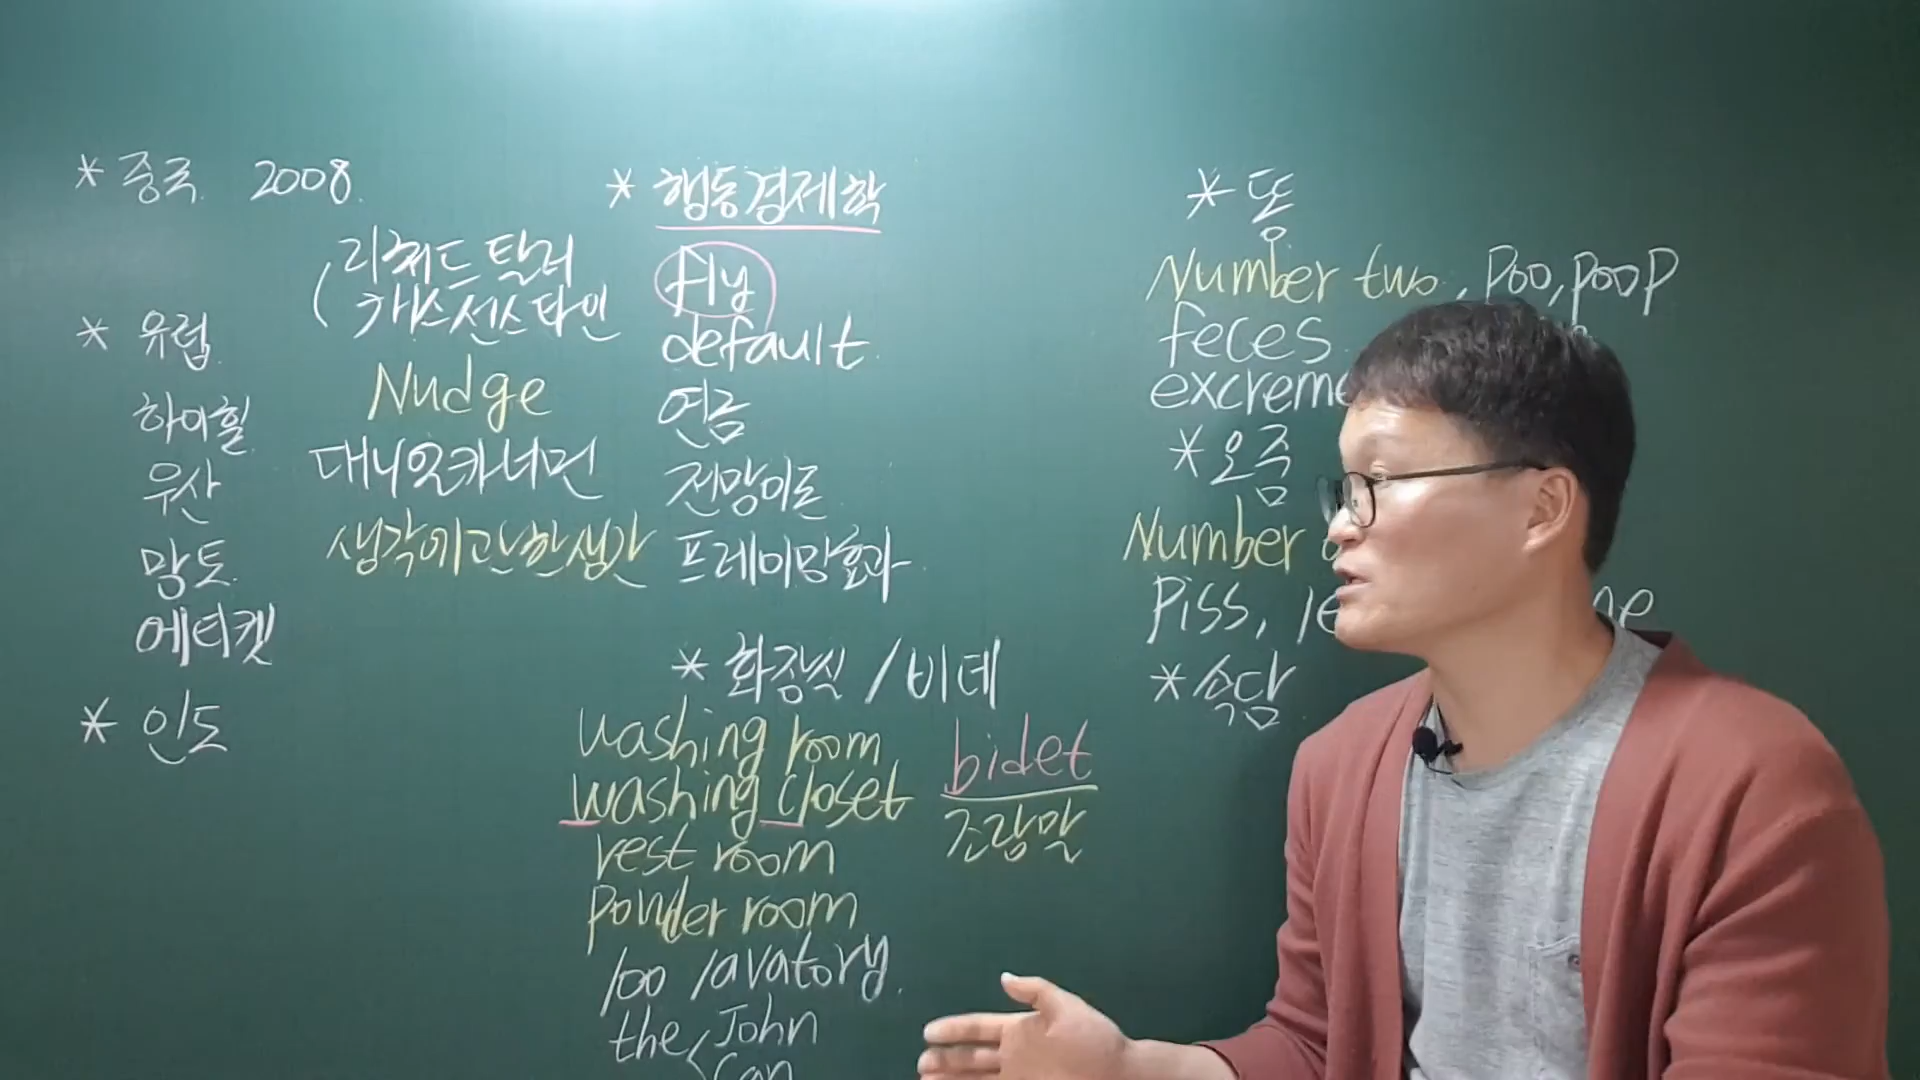 * 중국 2008.
* 유럽
하이힐
우산
망토
에티켓
* 인도
( 리처드 탈러
캐스 선스타인
Nudge
대니얼카너먼
생각에관한생각
* 행동경제학
Fly
default
연금
전망이론
프레이밍효과
* 화장실 / 비데
washing room
washing closet
rest room
Powder room
loo lavatory.
the John
Can
bidet
조랑말
* 똥
Number two, Poo, poop
feces
* 오줌
Number
Piss,
* 속담